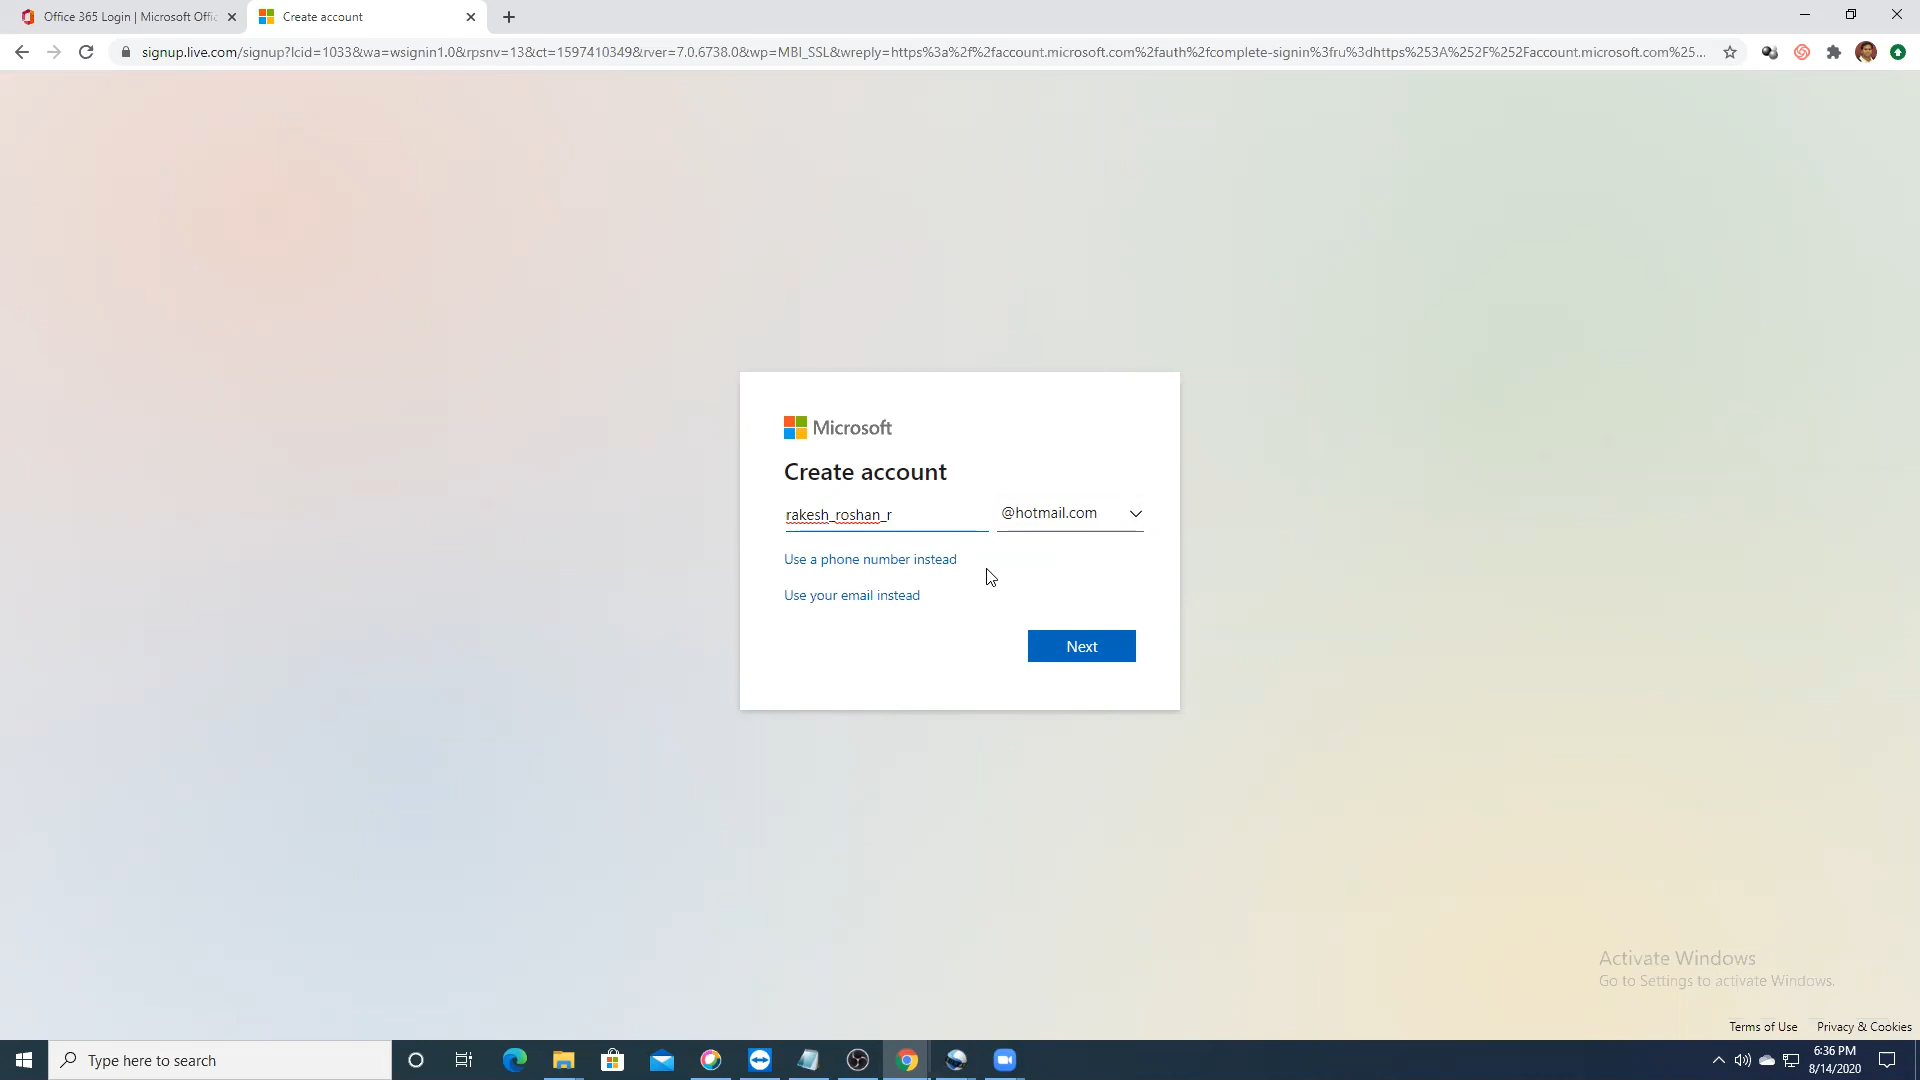 Office 365 Login | Microsoft Offic
Create account
signup.live.com/signup?lcid=1033&wa=wsignin1.0&rpsnv=13&ct=1597410349&rver=7.0.6738.0&wp=MBI_SSL&wreply=https%3a%2f%2faccount.microsoft.com%2fauth%2fcomplete-signin%3fru%3dhttps%253A%252F%252Faccount.microsoft.com%25...
Microsoft
Create account
rakesh_roshan_r
@hotmail.com
Use a phone number instead
Use your email instead
Next
Activate Windows
Go to Settings to activate Windows.
Terms of Use
Privacy & Cookies
Type here to search
6:36 PM
8/14/2020